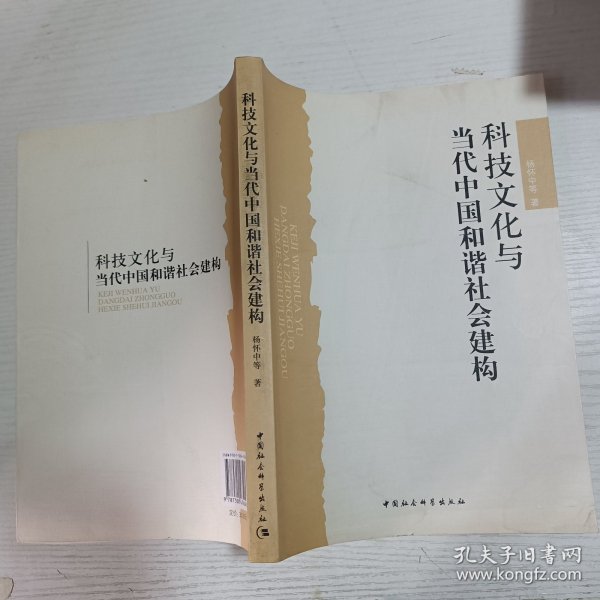 科技文化与
当代中国和谐社会建构
KEJI WENHUA YU
DANGDAI ZHONGGUO
HEXIE SHEHUI JIANGOU
科技文化与当代中国和谐社会建构
杨怀中等 著
中国社会科学出版社
KEJI WENHUA YU
DANGDAI ZHONGGUO
HEXIE SHEHUI JIANGOU
杨怀中等 著
科技文化与
当代中国和谐社会建构
中国社会科学出版社
孔夫子旧书网
www.kongfz.com